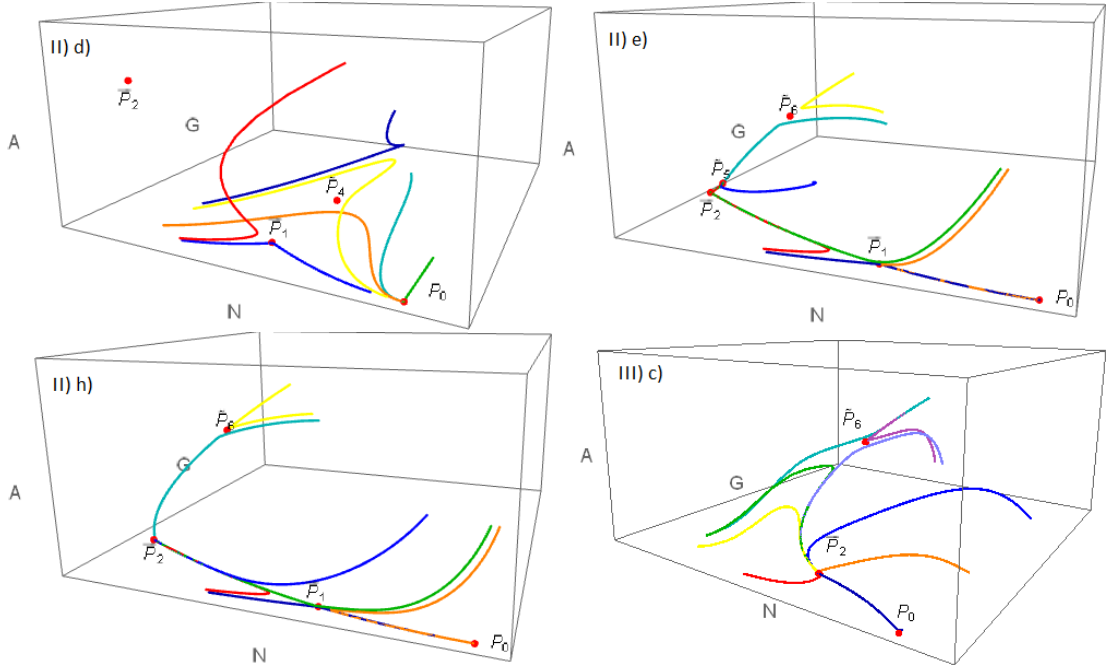 II) d)
P̅₂
G
A
P̃₄
P̅₁
P₀
N
II) e)
P̃₆
G
A
P̃₅
P̅₂
P̅₁
P₀
N
II) h)
P̃₆
G
A
P̅₂
P̅₁
P₀
N
III) c)
P̃₆
A
G
P̅₂
N
P₀